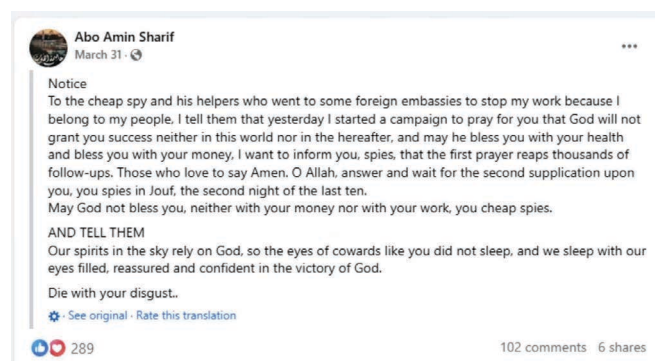 Abo Amin Sharif
March 31 ·
Notice
To the cheap spy and his helpers who went to some foreign embassies to stop my work because I
belong to my people, I tell them that yesterday I started a campaign to pray for you that God will not
grant you success neither in this world nor in the hereafter, and may he bless you with your health
and bless you with your money, I want to inform you, spies, that the first prayer reaps thousands of
follow-ups. Those who love to say Amen. O Allah, answer and wait for the second supplication upon
you, you spies in Jouf, the second night of the last ten.
May God not bless you, neither with your money nor with your work, you cheap spies.
AND TELL THEM
Our spirits in the sky rely on God, so the eyes of cowards like you did not sleep, and we sleep with our
eyes filled, reassured and confident in the victory of God.
Die with your disgust..
· See original · Rate this translation
289
102 comments 6 shares